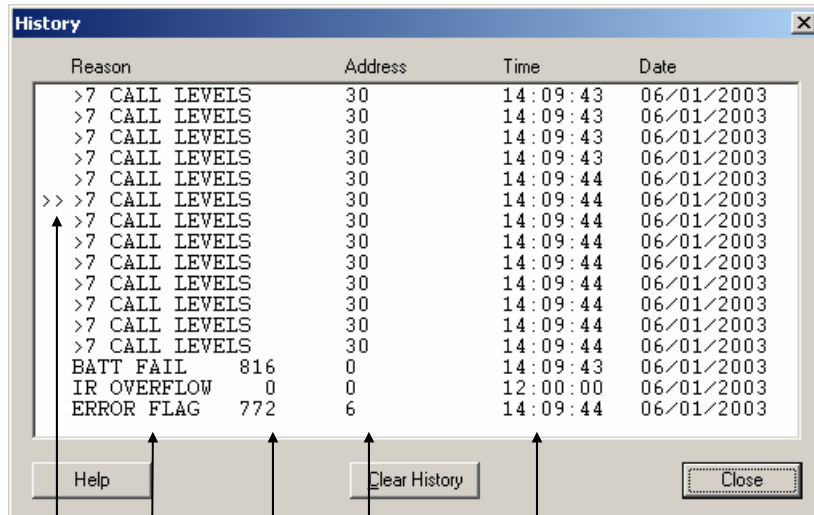 History
Reason Address Time Date
>7 CALL LEVELS 30 14:09:43 06/01/2003
>7 CALL LEVELS 30 14:09:43 06/01/2003
>7 CALL LEVELS 30 14:09:43 06/01/2003
>7 CALL LEVELS 30 14:09:43 06/01/2003
>7 CALL LEVELS 30 14:09:44 06/01/2003
>> >7 CALL LEVELS 30 14:09:44 06/01/2003
>7 CALL LEVELS 30 14:09:44 06/01/2003
>7 CALL LEVELS 30 14:09:44 06/01/2003
>7 CALL LEVELS 30 14:09:44 06/01/2003
>7 CALL LEVELS 30 14:09:44 06/01/2003
>7 CALL LEVELS 30 14:09:44 06/01/2003
>7 CALL LEVELS 30 14:09:44 06/01/2003
>7 CALL LEVELS 30 14:09:44 06/01/2003
BATT FAIL 816 0 14:09:43 06/01/2003
IR OVERFLOW 0 0 12:00:00 06/01/2003
ERROR FLAG 772 6 14:09:44 06/01/2003
Help Clear History Close